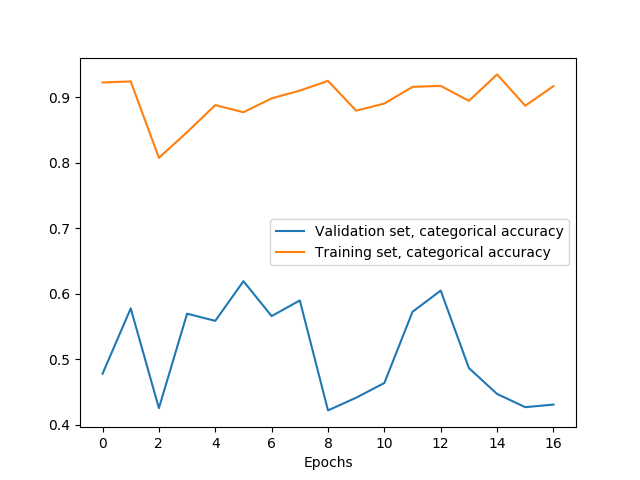 0.9
0.8
0.7
Validation set, categorical accuracy
Training set, categorical accuracy
0.6
0.5
0.4
0 2 4 6 8 10 12 14 16
Epochs